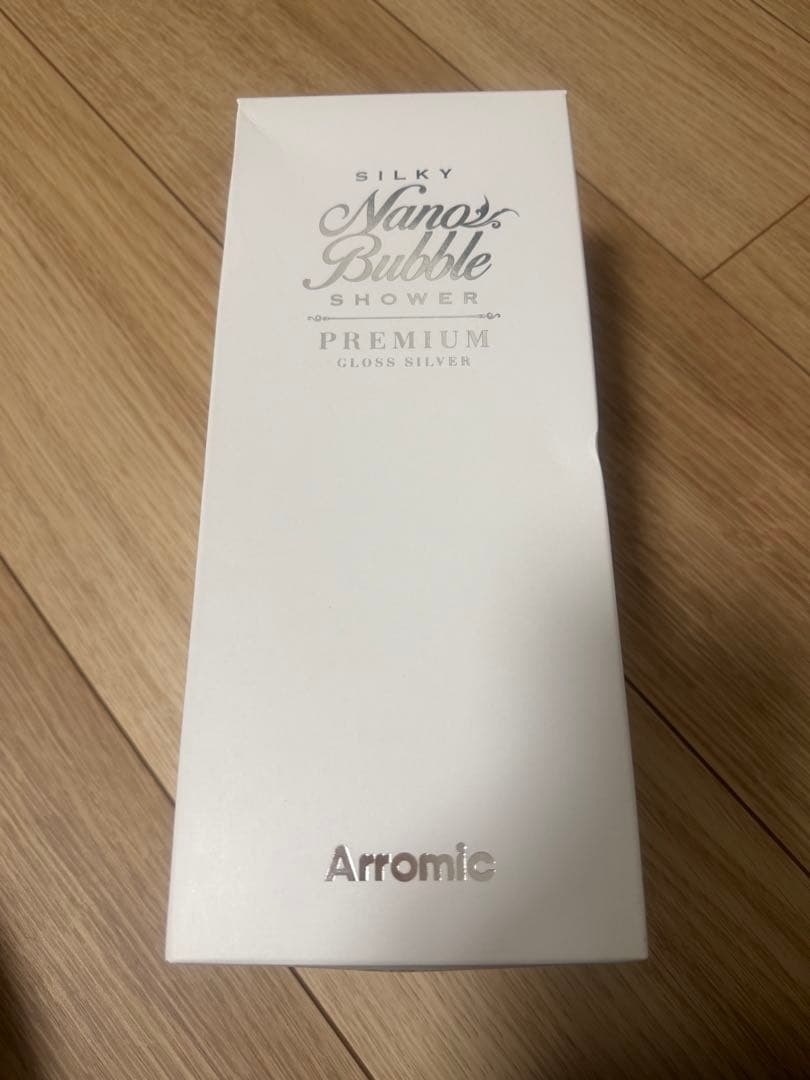 SILKY
Nano
Bubble
SHOWER
PREMIUM
GLOSS SILVER
Arromic